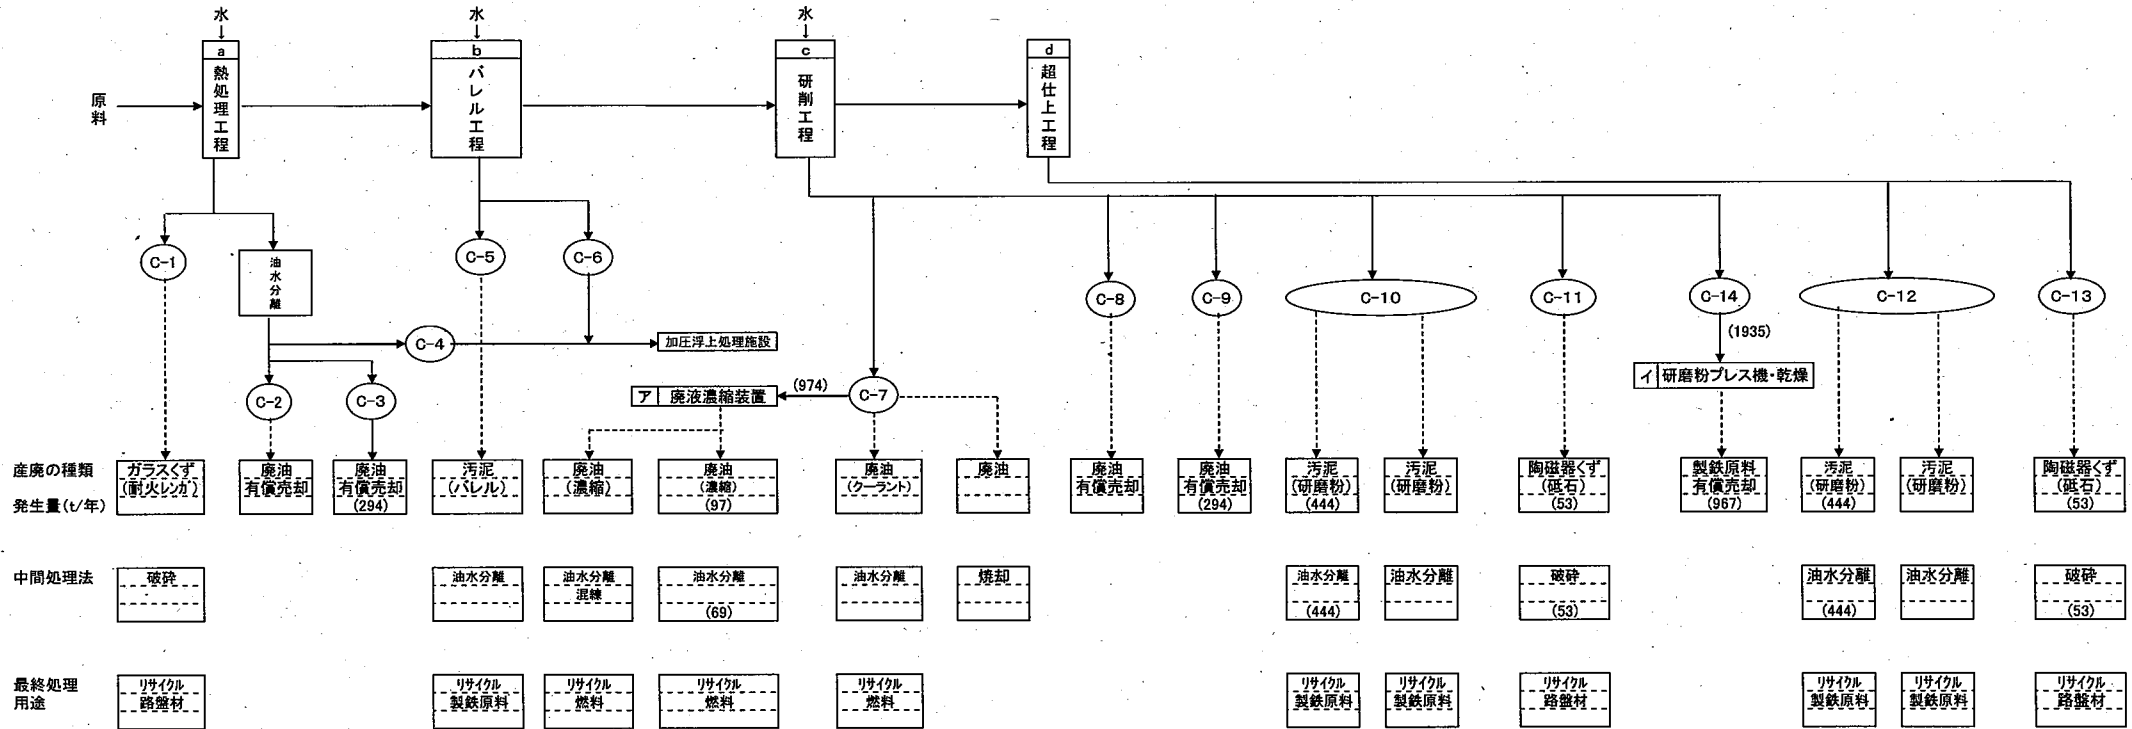 水 水 水
a b c d
原料
熱処理工程
バレル工程
研削工程
超仕上工程
C-1
油水分離
C-5 C-6
C-8 C-9 C-10 C-11 C-14 C-12 C-13
(1935)
C-4 加圧浮上処理施設
イ 研磨粉プレス機・乾燥
ア 廃液濃縮装置 (974) C-7
C-2 C-3
産廃の種類 ガラスくず 廃油 廃油 汚泥 廃油 廃油 廃油 廃油 廃油 廃油 汚泥 汚泥 陶磁器くず 製鉄原料 汚泥 汚泥 陶磁器くず
(耐火レンガ) 有償売却 有償売却 (バレル) (濃縮) (濃縮) (クーラント) 有償売却 有償売却 (研磨粉) (研磨粉) (砥石) 有償売却 (研磨粉) (研磨粉) (砥石)
発生量(t/年) (294) (97) (294) (444) (53) (967) (444) (53)
中間処理法 破砕 油水分離 油水分離 油水分離 油水分離 焼却 油水分離 油水分離 破砕 油水分離 油水分離 破砕
混練
(69) (444) (53) (444) (53)
最終処理 リサイクル リサイクル リサイクル リサイクル リサイクル リサイクル リサイクル リサイクル リサイクル リサイクル リサイクル
用途 路盤材 製鉄原料 燃料 燃料 燃料 製鉄原料 製鉄原料 路盤材 製鉄原料 製鉄原料 路盤材